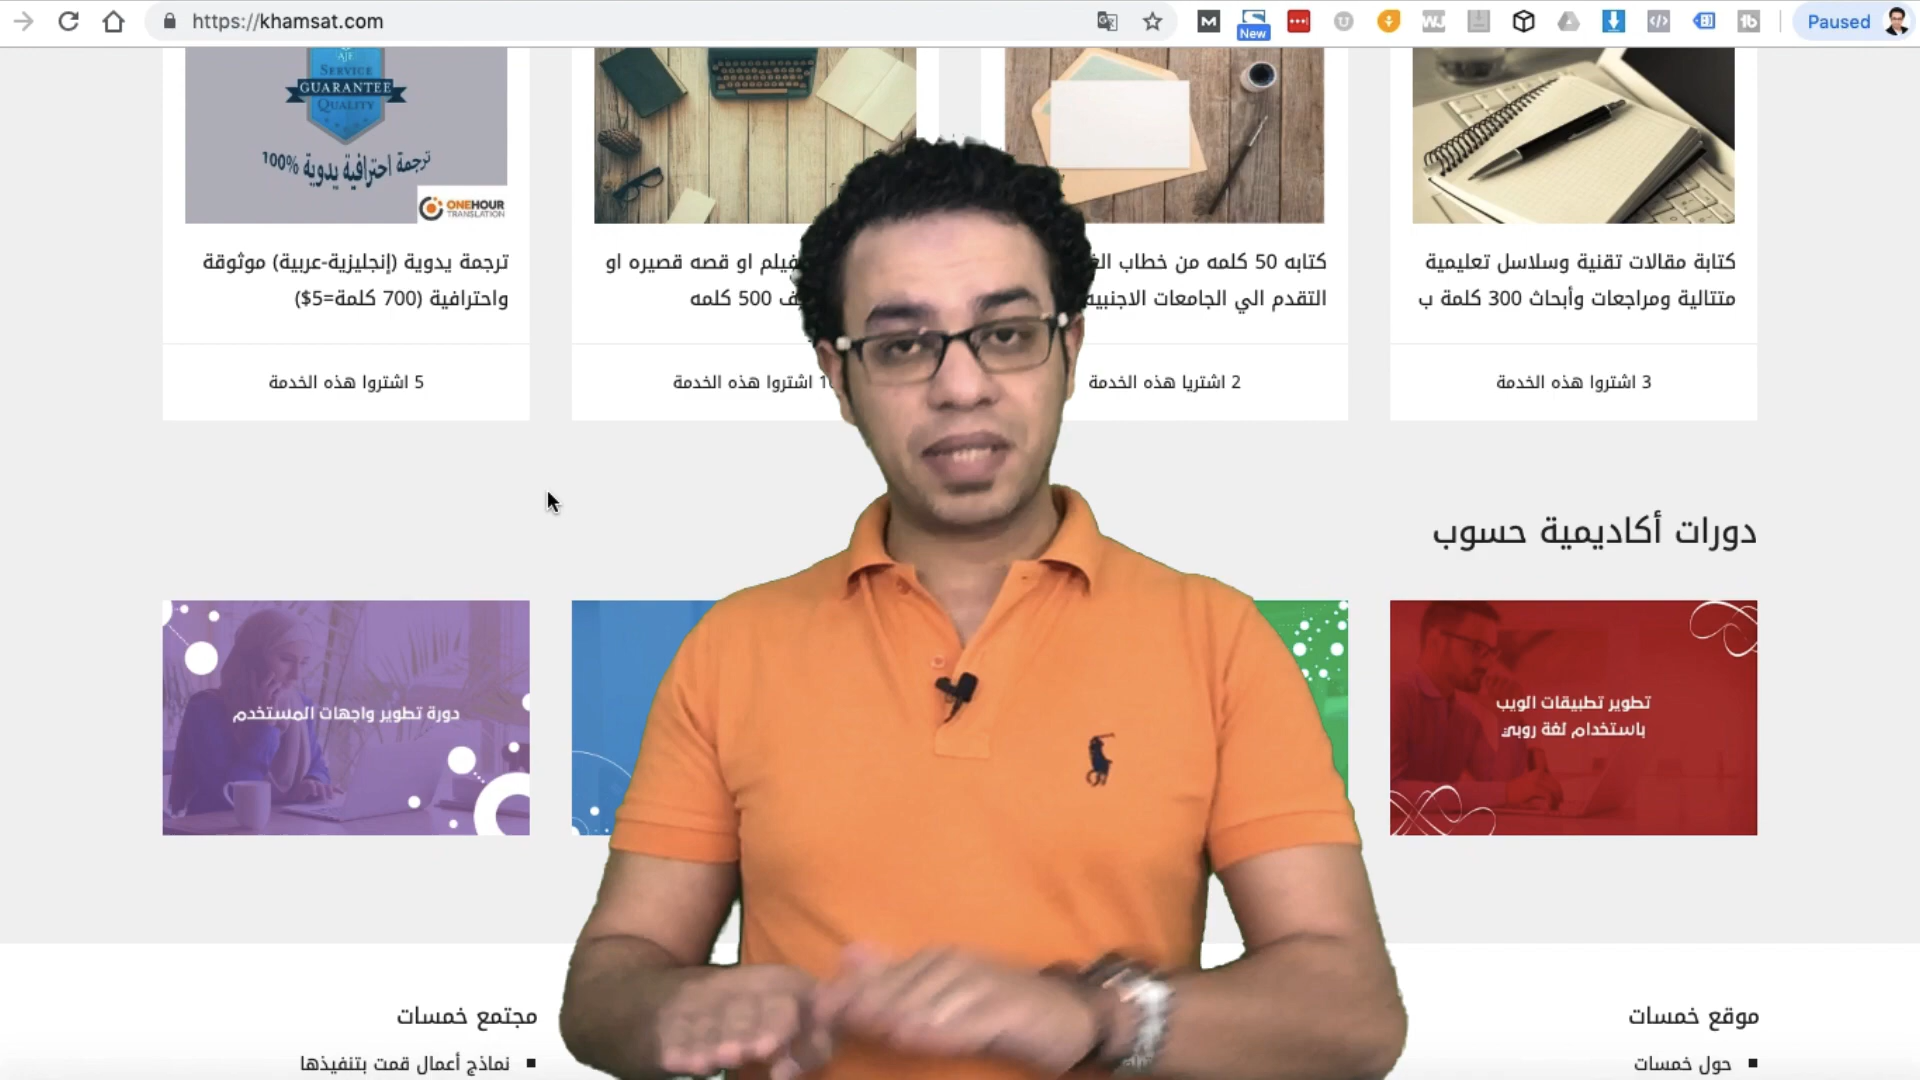 https://khamsat.com
New
Paused
SERVICE
GUARANTEE
QUALITY
ترجمة احترافية يدوية 100%
ONEHOUR
TRANSLATION
كتابة مقالات تقنية وسلاسل تعليمية
متتالية ومراجعات وأبحاث 300 كلمة ب
3 اشتروا هذه الخدمة
كتابه 50 كلمه من خطاب
التقدم الي الجامعات الاجنبيه
2 اشتريا هذه الخدمة
فيلم او قصه قصيره او
500 كلمه
اشتروا هذه الخدمة
ترجمة يدوية (إنجليزية-عربية) موثوقة
واحترافية (700 كلمة=5$)
5 اشتروا هذه الخدمة
دورات أكاديمية حسوب
تطوير تطبيقات الويب
باستخدام لغة روبي
دورة تطوير واجهات المستخدم
موقع خمسات
حول خمسات
مجتمع خمسات
نماذج أعمال قمت بتنفيذها